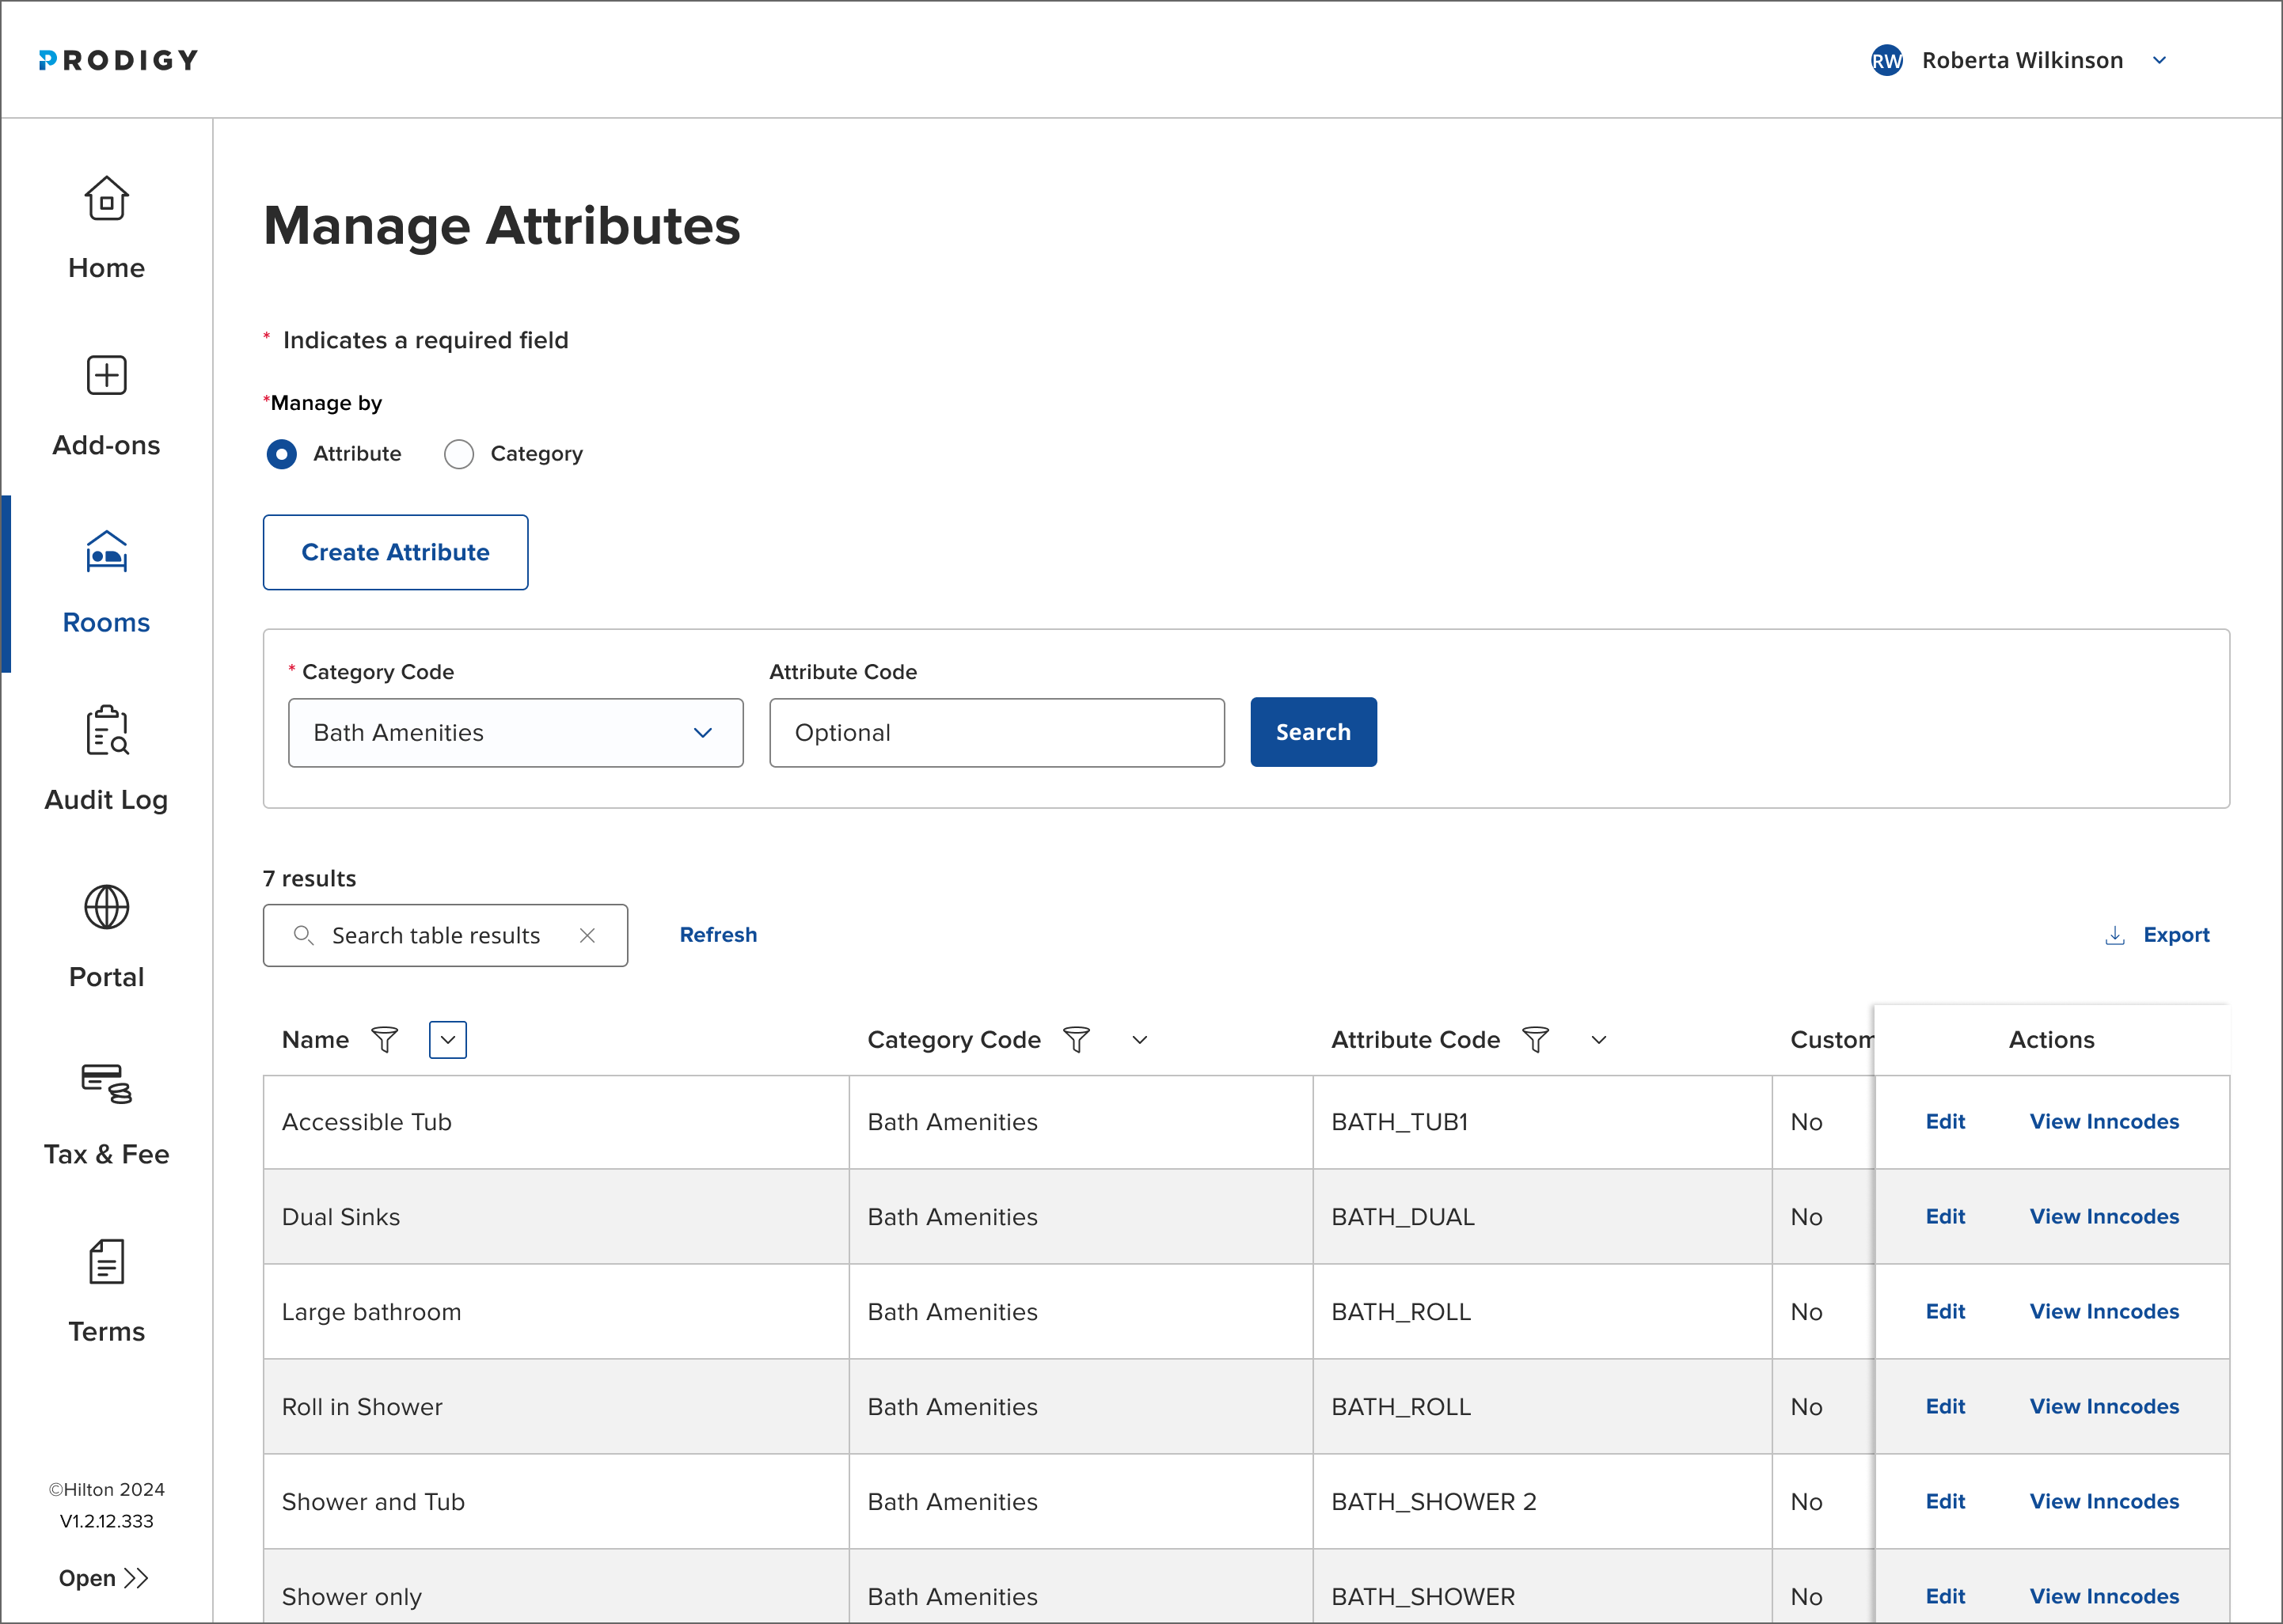 PRODIGY
RW Roberta Wilkinson
Home
Add-ons
Rooms
Audit Log
Portal
Tax & Fee
Terms
©Hilton 2024
V1.2.12.333
Open
Manage Attributes
* Indicates a required field
*Manage by
Attribute Category
Create Attribute
* Category Code Attribute Code
Bath Amenities Optional Search
7 results
Search table results Refresh Export
Name Category Code Attribute Code Custom Actions
Accessible Tub Bath Amenities BATH_TUB1 No Edit View Inncodes
Dual Sinks Bath Amenities BATH_DUAL No Edit View Inncodes
Large bathroom Bath Amenities BATH_ROLL No Edit View Inncodes
Roll in Shower Bath Amenities BATH_ROLL No Edit View Inncodes
Shower and Tub Bath Amenities BATH_SHOWER 2 No Edit View Inncodes
Shower only Bath Amenities BATH_SHOWER No Edit View Inncodes